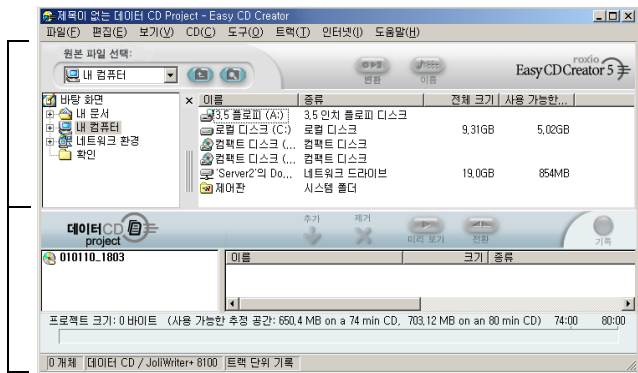 제목이 없는 데이터 CD Project - Easy CD Creator
파일(F) 편집(E) 보기(V) CD(C) 도구(O) 트랙(T) 인터넷(I) 도움말(H)
원본 파일 선택:
내 컴퓨터
변환 이름
roxio
Easy CD Creator 5
바탕 화면
내 문서
내 컴퓨터
네트워크 환경
확인
이름 종류 전체 크기 사용 가능한...
3,5 플로피 (A:) 3,5 인치 플로피 디스크
로컬 디스크 (C:) 로컬 디스크 9,31GB 5,02GB
컴팩트 디스크 (... 컴팩트 디스크
컴팩트 디스크 (... 컴팩트 디스크
'Server2'의 Do... 네트워크 드라이브 19,0GB 854MB
제어판 시스템 폴더
데이터CD
project
추가 제거 미리 보기 전환 기록
010110_1803
이름 크기 종류
프로젝트 크기: 0 바이트 (사용 가능한 추정 공간: 650,4 MB on a 74 min CD, 703,12 MB on an 80 min CD) 74:00 80:00
0 개체 데이터 CD / JoliWriter+ 8100 트랙 단위 기록